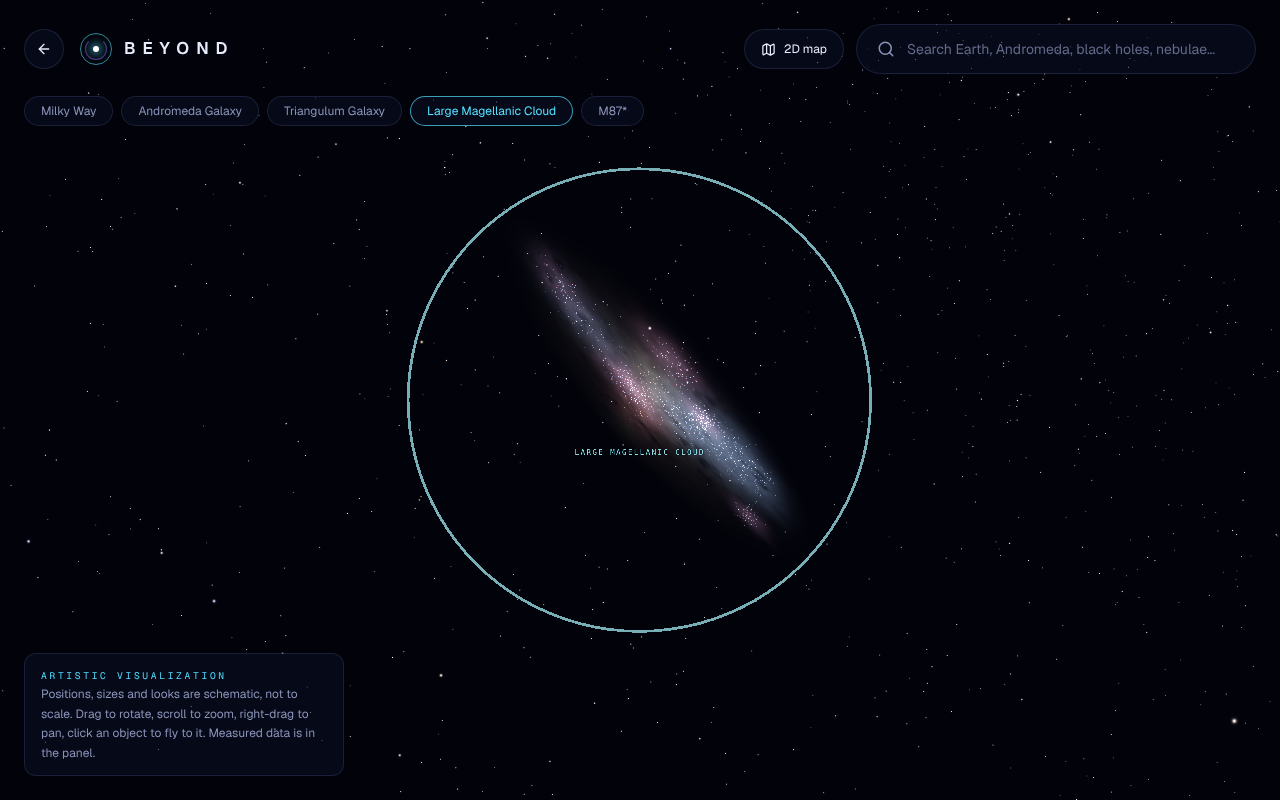 BEYOND
2D map
Search Earth, Andromeda, black holes, nebulae...
Milky Way
Andromeda Galaxy
Triangulum Galaxy
Large Magellanic Cloud
M87*
LARGE MAGELLANIC CLOUD
ARTISTIC VISUALIZATION
Positions, sizes and looks are schematic, not to
scale. Drag to rotate, scroll to zoom, right-drag to
pan, click an object to fly to it. Measured data is in
the panel.